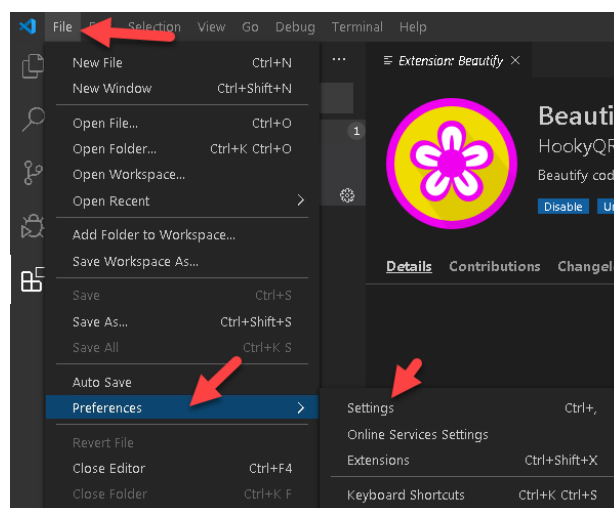 File Selection View Go Debug Terminal Help
New File Ctrl+N
New Window Ctrl+Shift+N
Open File... Ctrl+O
Open Folder... Ctrl+K Ctrl+O
Open Workspace...
Open Recent
Add Folder to Workspace...
Save Workspace As...
Save Ctrl+S
Save As... Ctrl+Shift+S
Save All Ctrl+K S
Auto Save
Preferences
Revert File
Close Editor Ctrl+F4
Close Folder Ctrl+K F
Settings Ctrl+,
Online Services Settings
Extensions Ctrl+Shift+X
Keyboard Shortcuts Ctrl+K Ctrl+S
1
Extension: Beautify
Beauti
HookyQR
Beautify cod
Disable Un
Details Contributions Changel